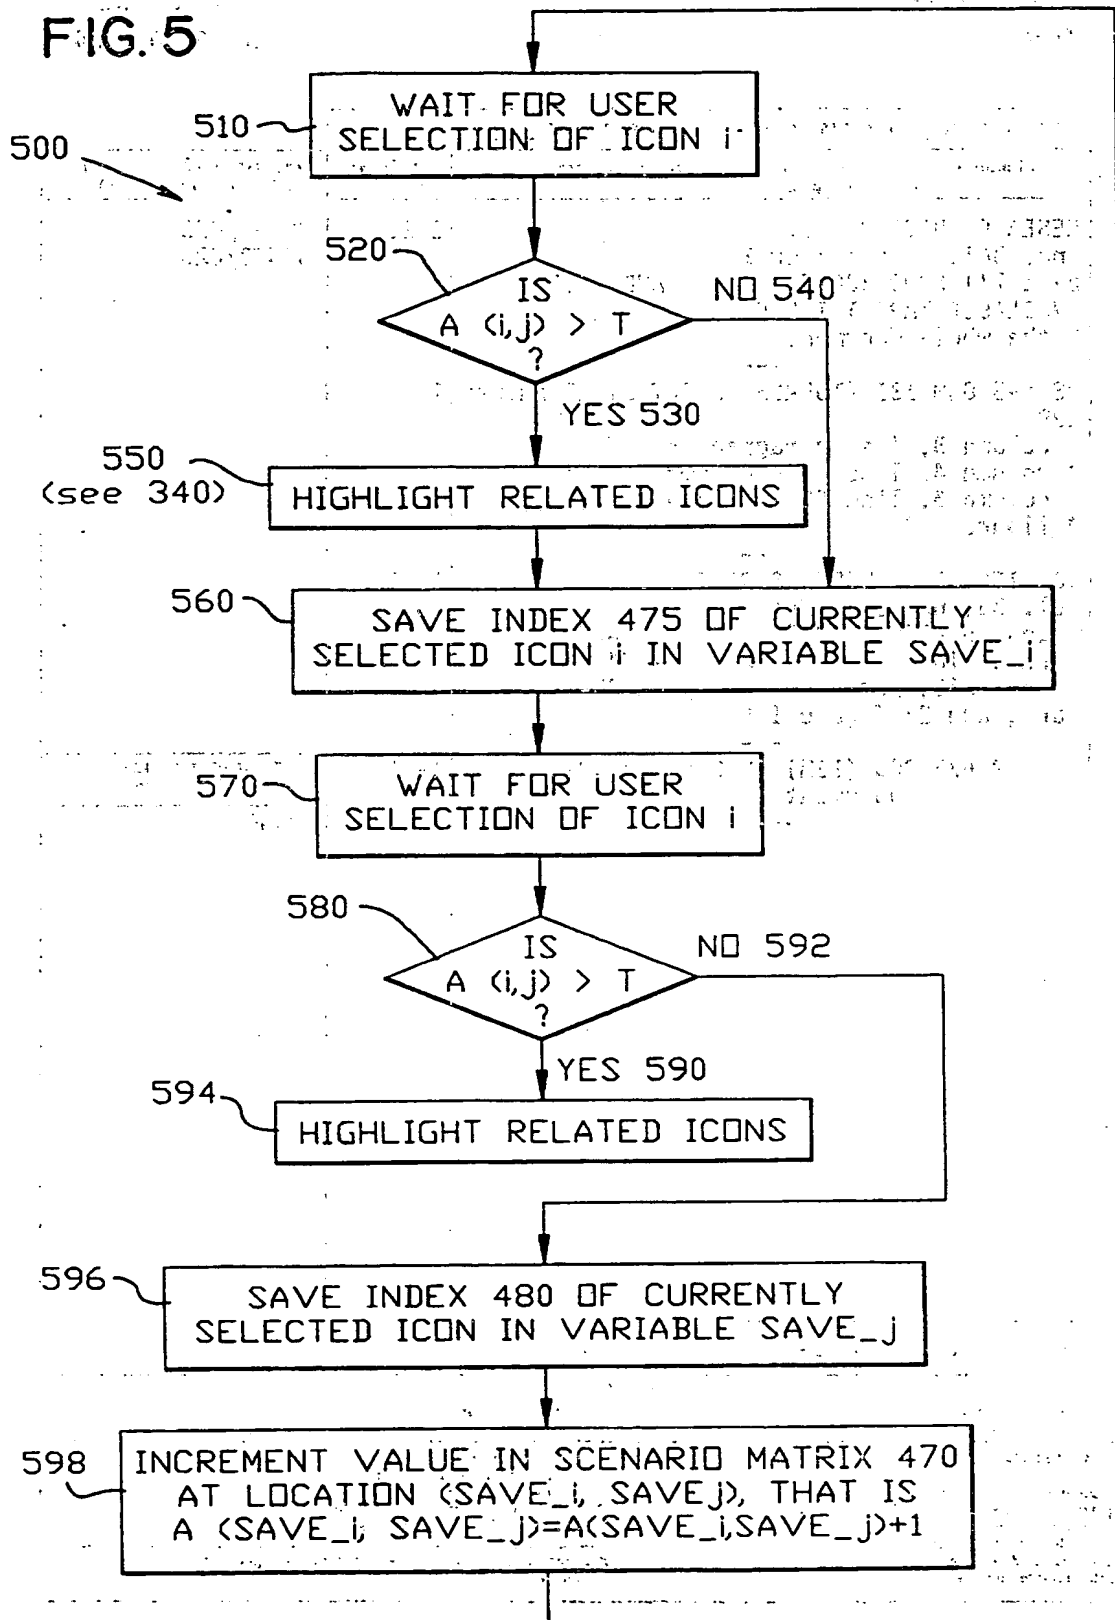 FIG. 5
500
510
WAIT FOR USER
SELECTION OF ICON i
520
IS
A (i,j) > T
?
NO 540
YES 530
550
(see 340)
HIGHLIGHT RELATED ICONS
560
SAVE INDEX 475 OF CURRENTLY
SELECTED ICON i IN VARIABLE SAVE_i
570
WAIT FOR USER
SELECTION OF ICON i
580
IS
A (i,j) > T
?
NO 592
YES 590
594
HIGHLIGHT RELATED ICONS
596
SAVE INDEX 480 OF CURRENTLY
SELECTED ICON IN VARIABLE SAVE_j
598
INCREMENT VALUE IN SCENARIO MATRIX 470
AT LOCATION (SAVE_i, SAVEj), THAT IS
A (SAVE_i, SAVE_j)=A(SAVE_i,SAVE_j)+1